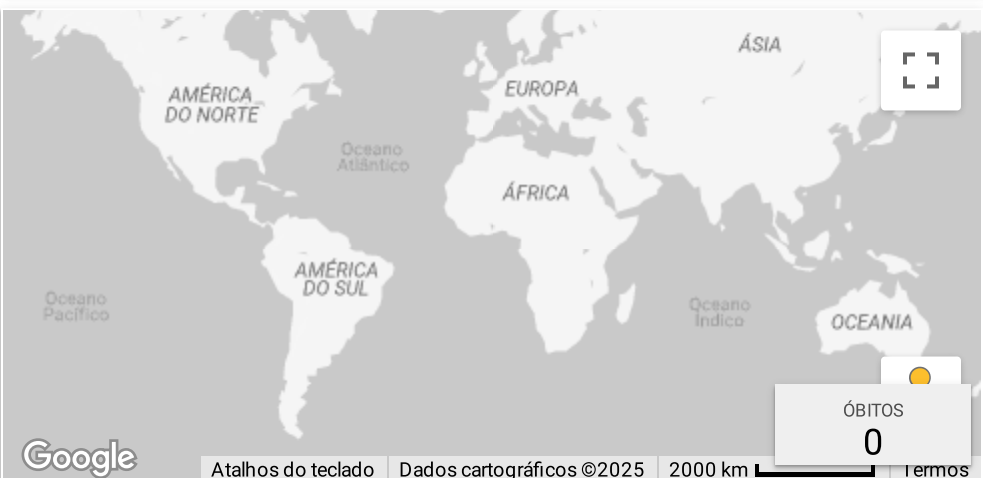 ÁSIA
EUROPA
AMÉRICA
DO NORTE
Oceano
Atlântico
ÁFRICA
AMÉRICA
DO SUL
Oceano
Pacífico
Oceano
Índico
OCEANIA
ÓBITOS
0
Google
Atalhos do teclado
Dados cartográficos ©2025
2000 km
Termos